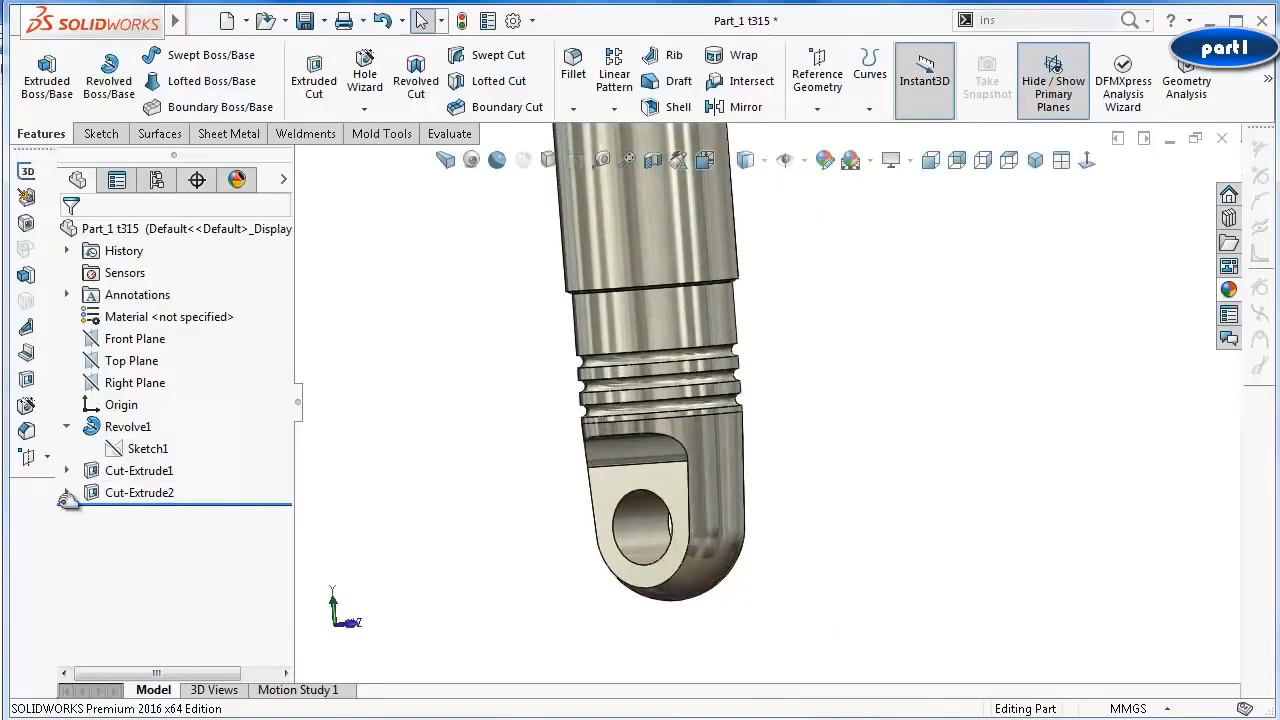 SOLIDWORKS
Part_1 t315 *
ins
part1
Extruded Boss/Base
Revolved Boss/Base
Swept Boss/Base
Lofted Boss/Base
Boundary Boss/Base
Extruded Cut
Hole Wizard
Revolved Cut
Swept Cut
Lofted Cut
Boundary Cut
Fillet
Linear Pattern
Rib
Draft
Shell
Wrap
Intersect
Mirror
Reference Geometry
Curves
Instant3D
Take Snapshot
Hide / Show Primary Planes
DFMXpress Analysis Wizard
Geometry Analysis
Features
Sketch
Surfaces
Sheet Metal
Weldments
Mold Tools
Evaluate
3D
Part_1 t315 (Default<<Default>_Display
History
Sensors
Annotations
Material <not specified>
Front Plane
Top Plane
Right Plane
Origin
Revolve1
Sketch1
Cut-Extrude1
Cut-Extrude2
Y
Z
Model
3D Views
Motion Study 1
SOLIDWORKS Premium 2016 x64 Edition
Editing Part
MMGS